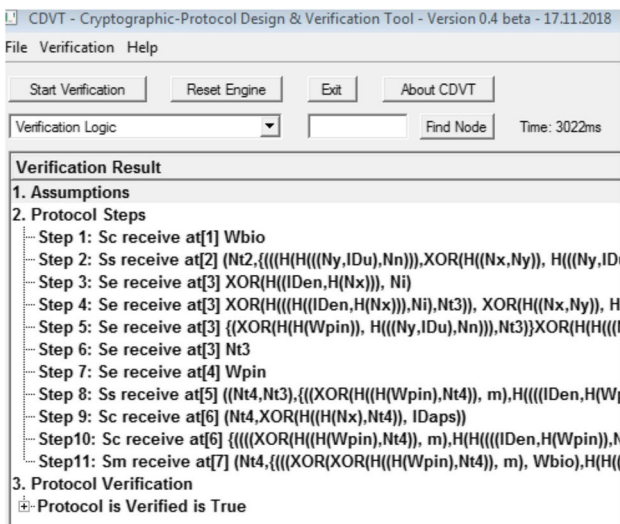 CDVT - Cryptographic-Protocol Design & Verification Tool - Version 0.4 beta - 17.11.2018
File Verification Help
Start Verification Reset Engine Exit About CDVT
Verification Logic Find Node Time: 3022ms
Verification Result
1. Assumptions
2. Protocol Steps
Step 1: Sc receive at[1] Wbio
Step 2: Ss receive at[2] (Nt2,{((((H(H(((Ny,IDu),Nn))),XOR(H((Nx,Ny)), H(((Ny,IDu
Step 3: Se receive at[3] XOR(H((IDen,H(Nx))), Ni)
Step 4: Se receive at[3] XOR(H(((H((IDen,H(Nx))),Ni),Nt3)), XOR(H((Nx,Ny)), H
Step 5: Se receive at[3] {(XOR(H(H(Wpin)), H(((Ny,IDu),Nn))),Nt3)}XOR(H(H(((N
Step 6: Se receive at[3] Nt3
Step 7: Se receive at[4] Wpin
Step 8: Ss receive at[5] ((Nt4,Nt3),{((XOR(H((H(Wpin),Nt4)), m),H((((IDen,H(Wp
Step 9: Sc receive at[6] (Nt4,XOR(H((H(Nx),Nt4)), IDaps))
Step10: Sc receive at[6] {((((XOR(H((H(Wpin),Nt4)), m),H(H((((IDen,H(Wpin)),N
Step11: Sm receive at[7] (Nt4,{((((XOR(XOR(H((H(Wpin),Nt4)), m), Wbio),H(H((
3. Protocol Verification
Protocol is Verified is True